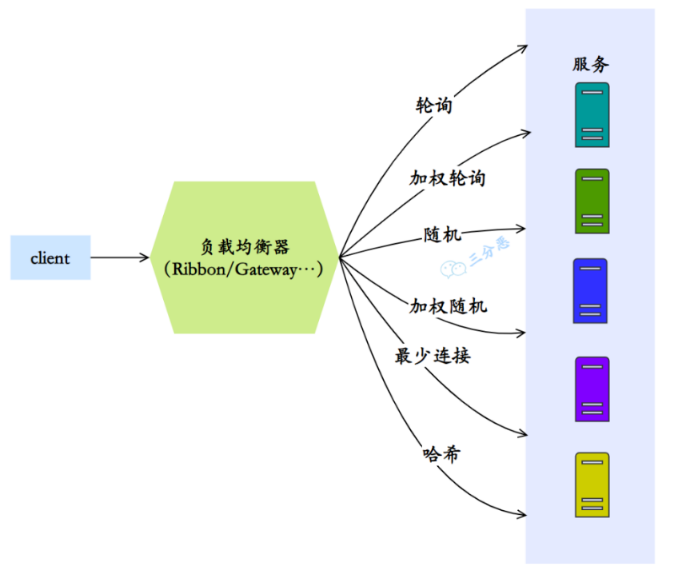 服务
轮询
加权轮询
随机
三分恶
client
负载均衡器
（Ribbon/Gateway…）
加权随机
最少连接
哈希